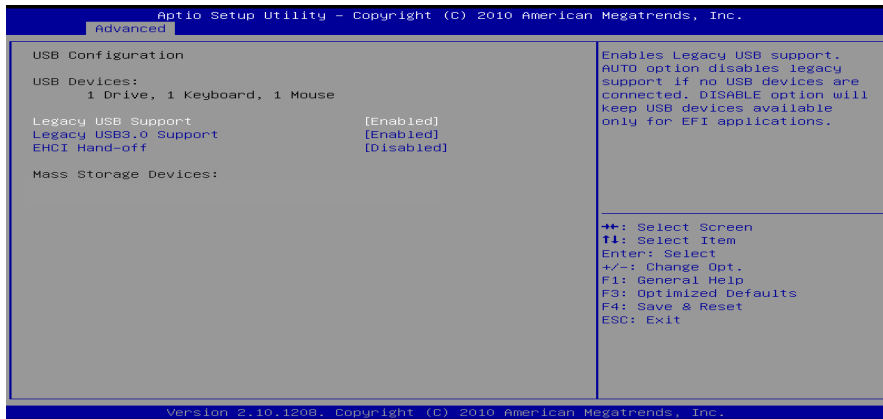 Aptio Setup Utility – Copyright (C) 2010 American Megatrends, Inc.
Advanced
USB Configuration
USB Devices:
1 Drive, 1 Keyboard, 1 Mouse
Legacy USB Support [Enabled]
Legacy USB3.0 Support [Enabled]
EHCI Hand-off [Disabled]
Mass Storage Devices:
Enables Legacy USB support.
AUTO option disables legacy
support if no USB devices are
connected. DISABLE option will
keep USB devices available
only for EFI applications.
→←: Select Screen
↑↓: Select Item
Enter: Select
+/-: Change Opt.
F1: General Help
F3: Optimized Defaults
F4: Save & Reset
ESC: Exit
Version 2.10.1208. Copyright (C) 2010 American Megatrends, Inc.